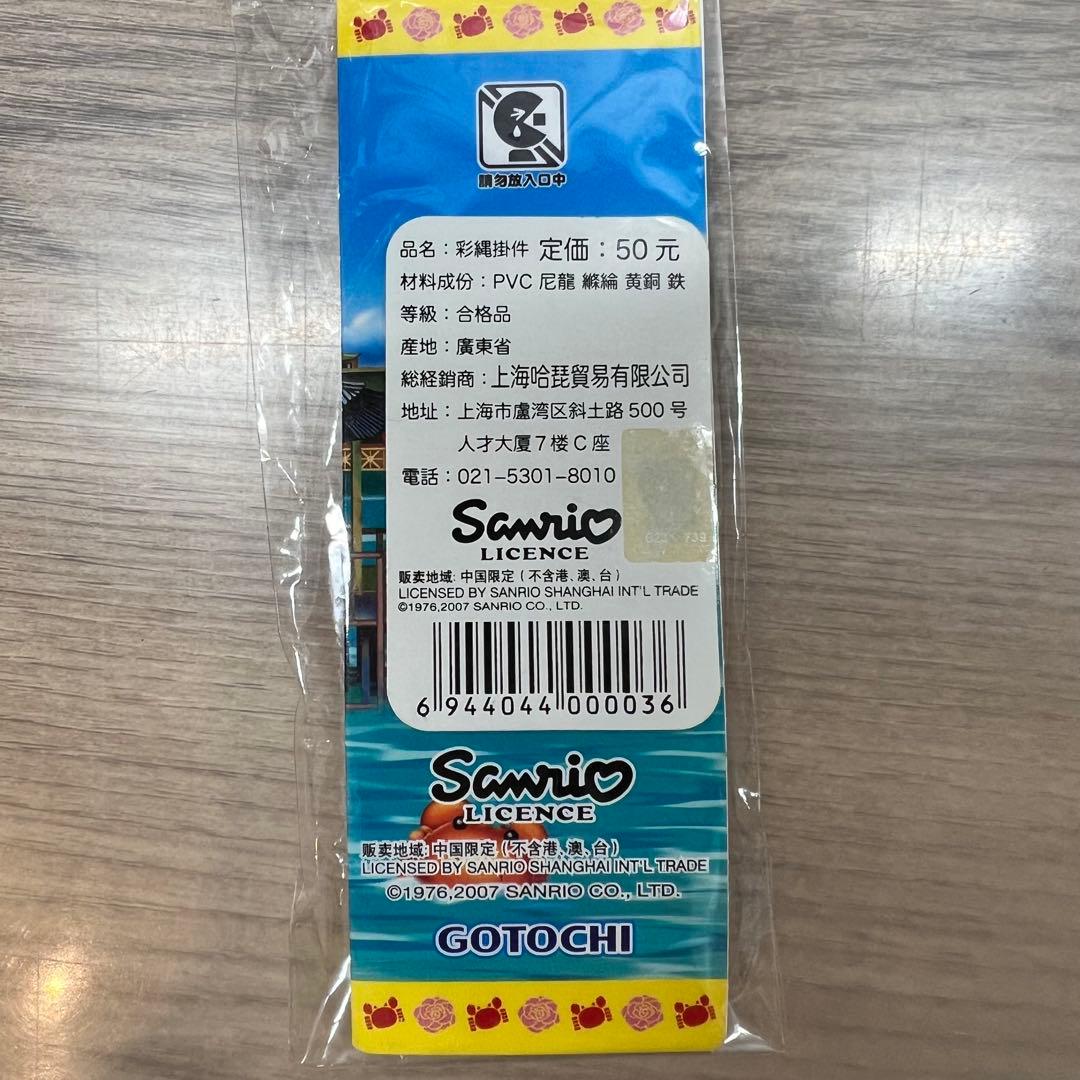 請勿放入口中
品名：彩縄掛件 定価：50元
材料成份：PVC 尼龍 縧綸 黄銅 鉄
等級：合格品
産地：廣東省
総経銷商：上海哈琵貿易有限公司
地址：上海市盧湾区斜土路500号
人才大厦7楼C座
電話：021-5301-8010
Sanrio
LICENCE
贩卖地域: 中国限定（不含港、澳、台）
LICENSED BY SANRIO SHANGHAI INT'L TRADE
©1976,2007 SANRIO CO., LTD.
6 944044 000036
Sanrio
LICENCE
贩卖地域: 中国限定（不含港、澳、台）
LICENSED BY SANRIO SHANGHAI INT'L TRADE
©1976,2007 SANRIO CO., LTD.
GOTOCHI